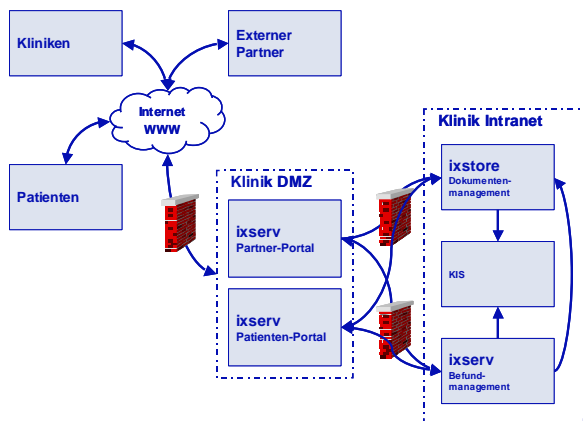 Kliniken
Externer
Partner
Internet
WWW
Klinik Intranet
Patienten
Klinik DMZ
ixstore
Dokumenten-
management
ixserv
Partner-Portal
KIS
ixserv
Patienten-Portal
ixserv
Befund-
management